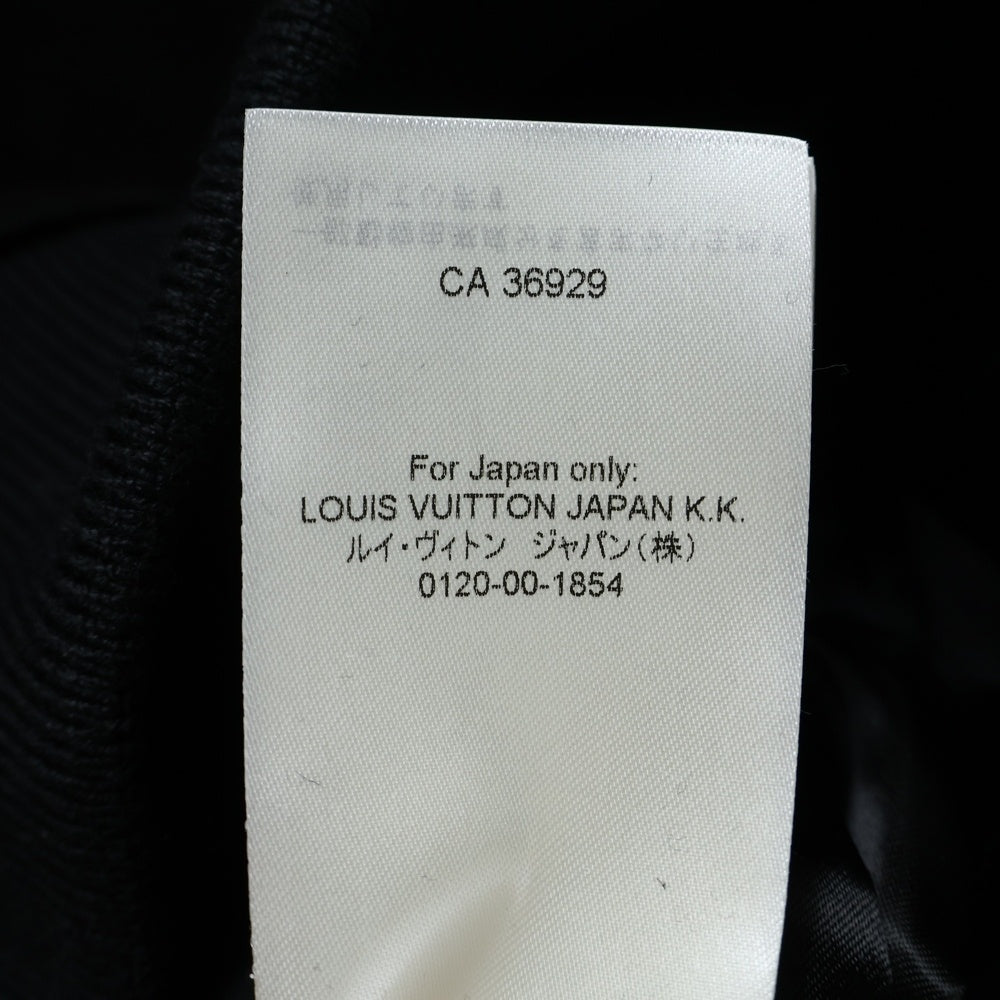 CA 36929
For Japan only:
LOUIS VUITTON JAPAN K.K.
ルイ・ヴィトン　ジャパン(株)
0120-00-1854